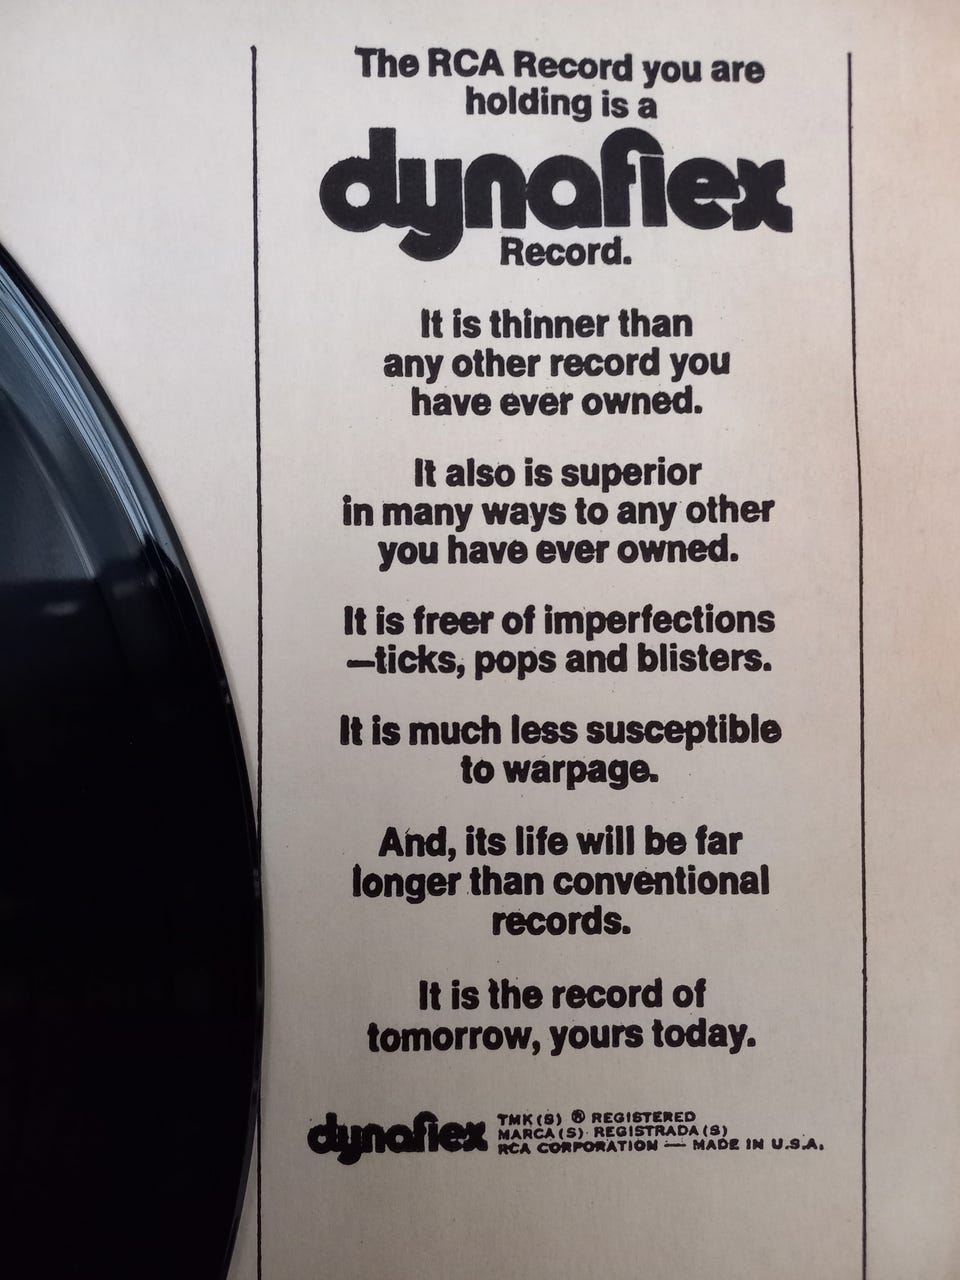 The RCA Record you are
holding is a
dynaflex
Record.
It is thinner than
any other record you
have ever owned.
It also is superior
in many ways to any other
you have ever owned.
It is freer of imperfections
—ticks, pops and blisters.
It is much less susceptible
to warpage.
And, its life will be far
longer than conventional
records.
It is the record of
tomorrow, yours today.
dynaflex TMK(S) ® REGISTERED
MARCA(S) REGISTRADA(S)
RCA CORPORATION — MADE IN U.S.A.